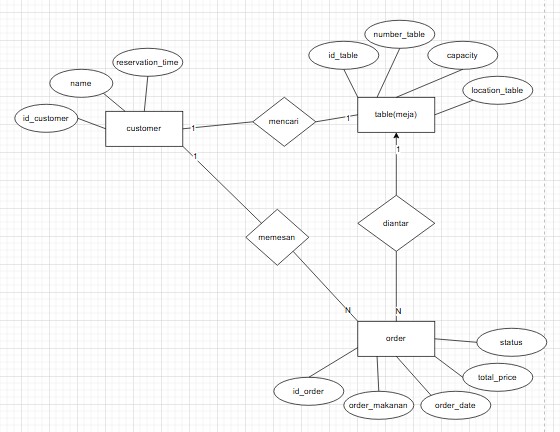 number_table
id_table
capacity
reservation_time
name
location_table
id_customer
customer
1
mencari
1
table(meja)
1
1
memesan
diantar
N
N
order
status
total_price
id_order
order_makanan
order_date